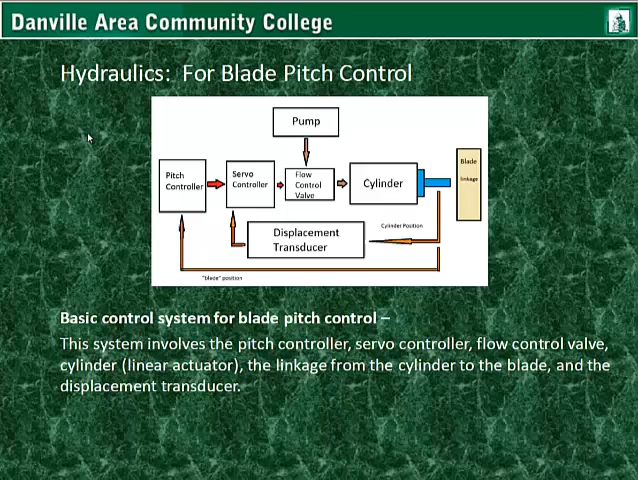 Danville Area Community College
Hydraulics:  For Blade Pitch Control
Pump
Pitch
Controller
Servo
Controller
Flow
Control
Valve
Cylinder
Blade
linkage
Displacement
Transducer
Cylinder Position
"blade" position
Basic control system for blade pitch control –
This system involves the pitch controller, servo controller, flow control valve,
cylinder (linear actuator), the linkage from the cylinder to the blade, and the
displacement transducer.